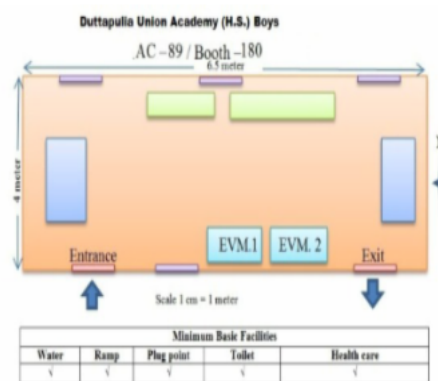 Duttapulia Union Academy (H.S.) Boys
AC -89 / Booth -180
6.5 meter
4 meter
EVM.1 EVM. 2
Entrance Exit
Scale 1 cm = 1 meter
Minimum Basic Facilities
Water Ramp Plug point Toilet Health care
√ √ √ √ √